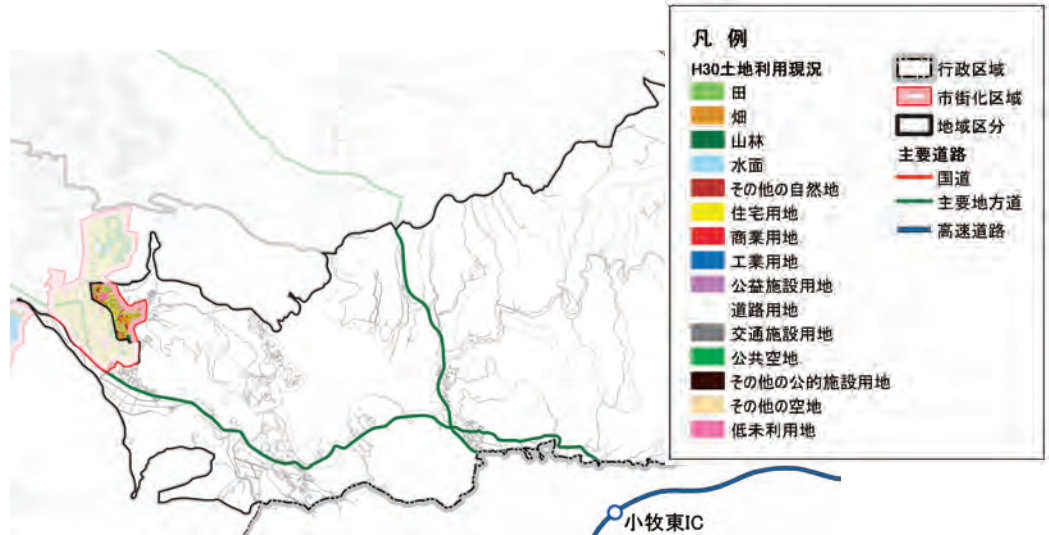 凡 例
H30土地利用現況
田
畑
山林
水面
その他の自然地
住宅用地
商業用地
工業用地
公益施設用地
道路用地
交通施設用地
公共空地
その他の公的施設用地
その他の空地
低未利用地
行政区域
市街化区域
地域区分
主要道路
国道
主要地方道
高速道路
小牧東IC